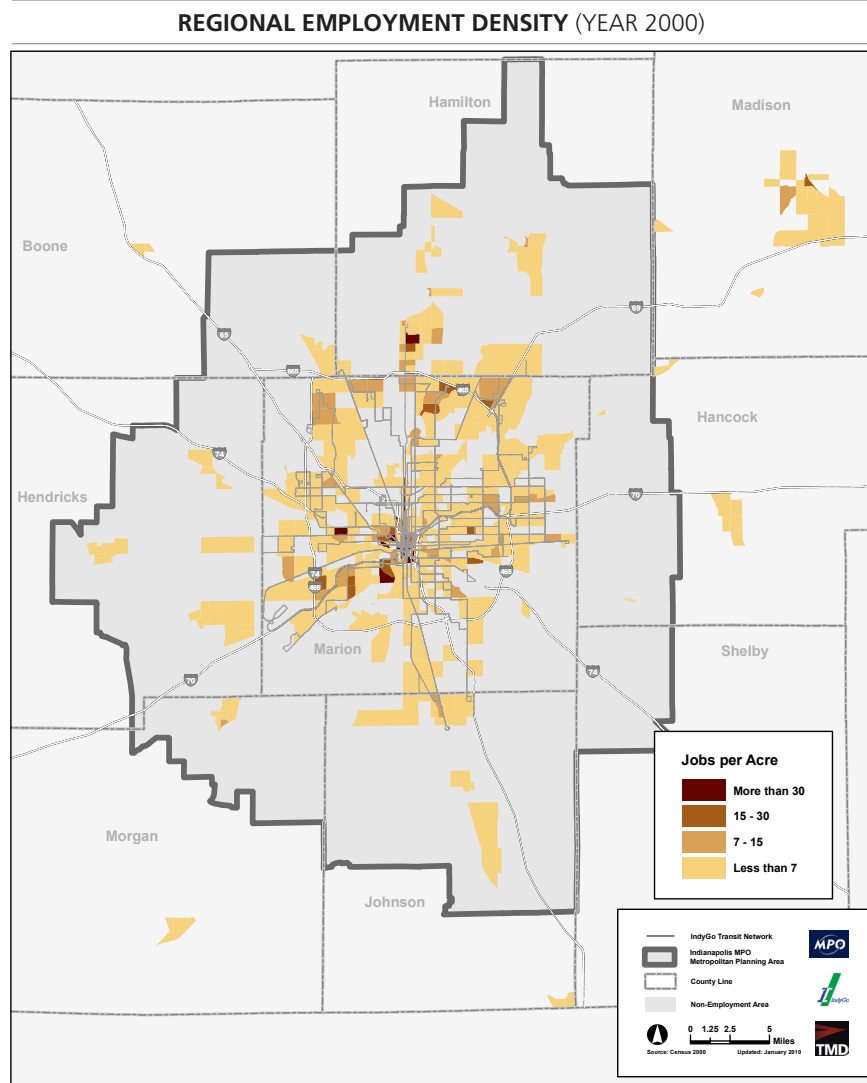 REGIONAL EMPLOYMENT DENSITY (YEAR 2000)
Hamilton
Madison
Boone
69
65
465
465
Hancock
74
Hendricks
70
74
465
465
Marion
Shelby
70
74
Morgan
Johnson
Jobs per Acre
More than 30
15 - 30
7 - 15
Less than 7
IndyGo Transit Network
Indianapolis MPO
Metropolitan Planning Area
County Line
Non-Employment Area
0 1.25 2.5 5
Miles
Source: Census 2000 Updated: January 2010
MPO
IndyGo
TMD